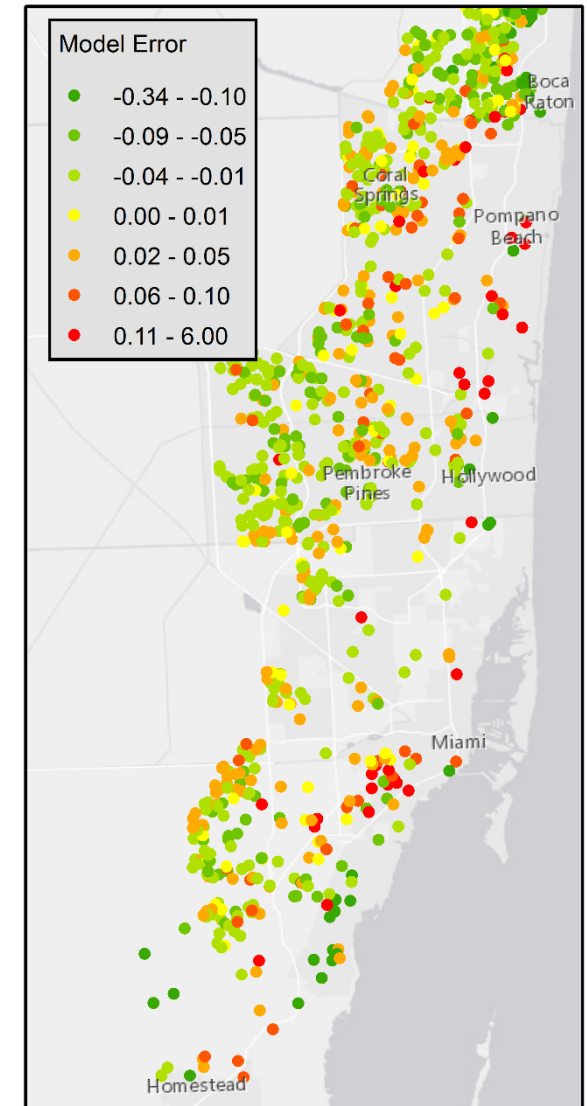 Model Error
-0.34 - -0.10
-0.09 - -0.05
-0.04 - -0.01
0.00 - 0.01
0.02 - 0.05
0.06 - 0.10
0.11 - 6.00
Boca
Raton
Coral
Springs
Pompano
Beach
Pembroke
Pines
Hollywood
Miami
Homestead